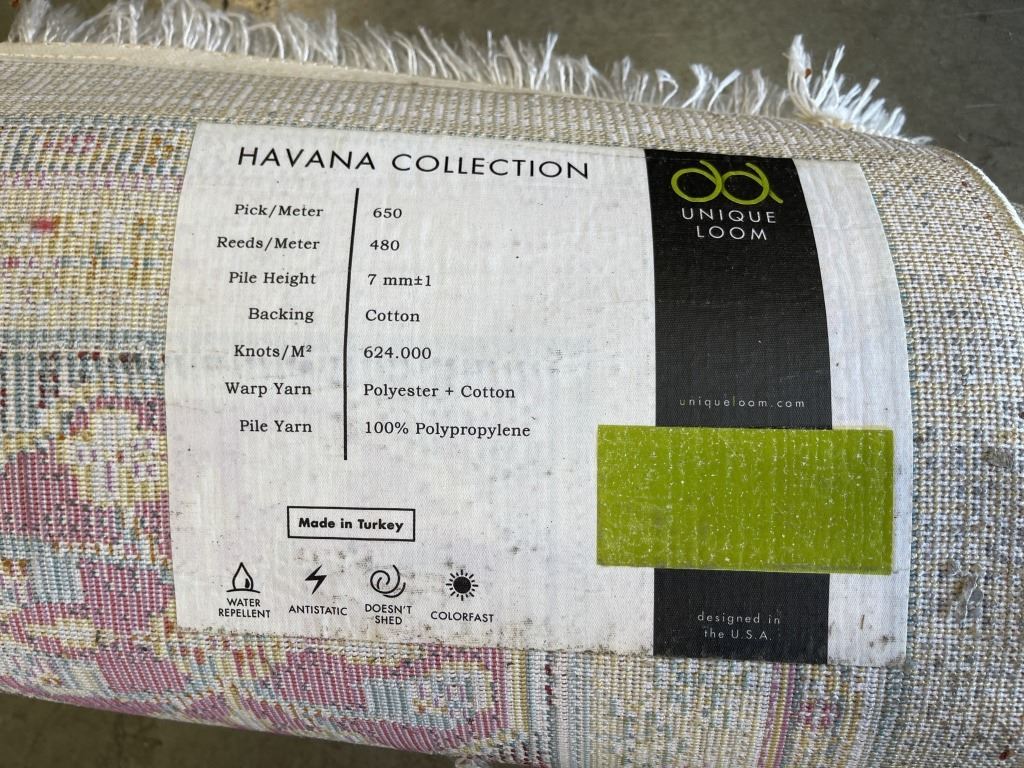 HAVANA COLLECTION
Pick/Meter 650
Reeds/Meter 480
Pile Height 7 mm±1
Backing Cotton
Knots/M² 624.000
Warp Yarn Polyester + Cotton
Pile Yarn 100% Polypropylene
Made in Turkey
WATER
REPELLENT
ANTISTATIC
DOESN'T
SHED
COLORFAST
UNIQUE
LOOM
uniqueloom.com
designed in
the U.S.A.